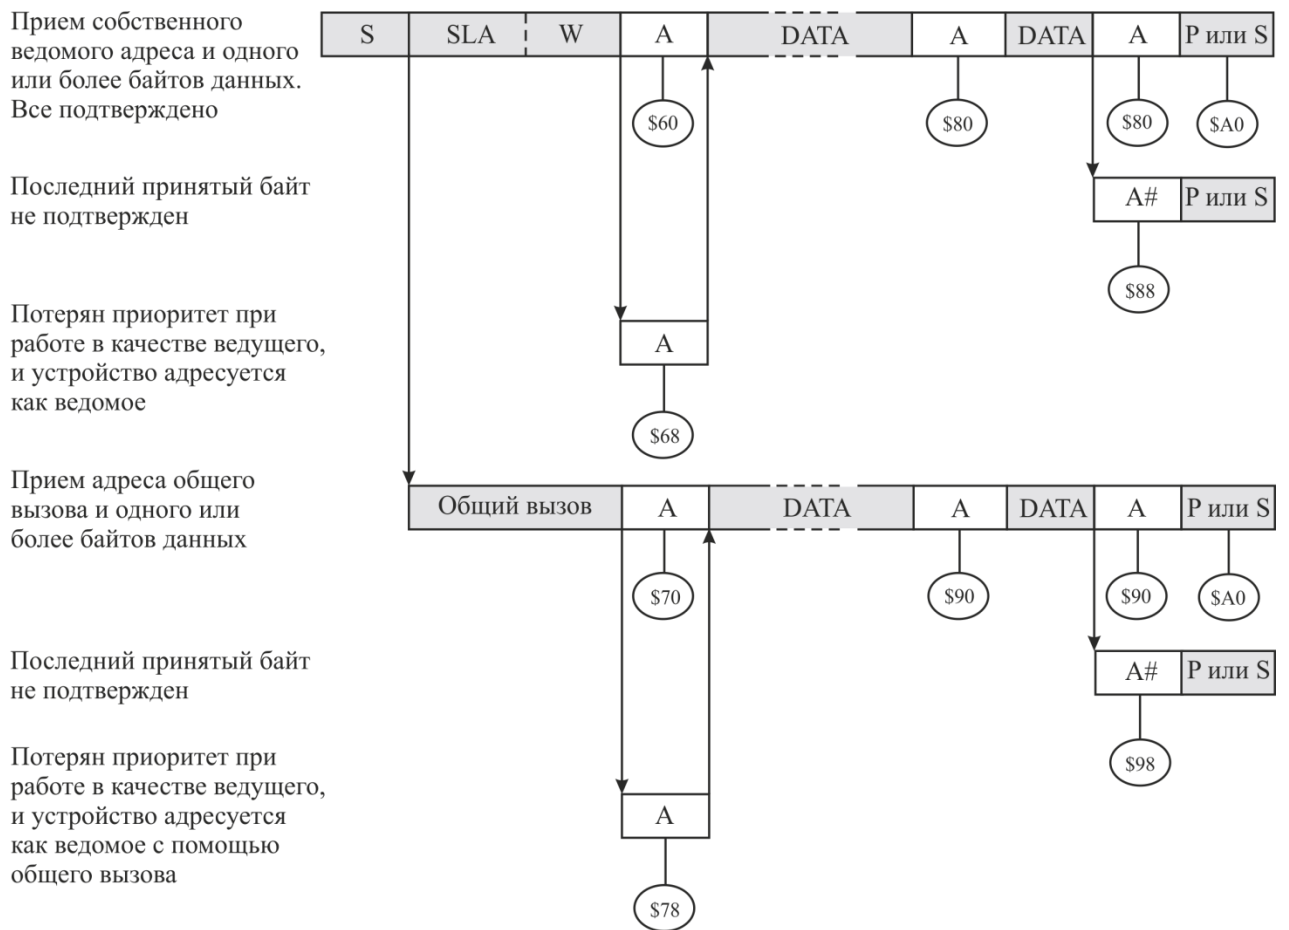 Прием собственного
ведомого адреса и одного
или более байтов данных.
Все подтверждено
S SLA W A DATA A DATA A P или S
$60 $80 $80 $A0
Последний принятый байт
не подтвержден
A# P или S
$88
Потерян приоритет при
работе в качестве ведущего,
и устройство адресуется
как ведомое
A
$68
Прием адреса общего
вызова и одного или
более байтов данных
Общий вызов A DATA A DATA A P или S
$70 $90 $90 $A0
Последний принятый байт
не подтвержден
A# P или S
$98
Потерян приоритет при
работе в качестве ведущего,
и устройство адресуется
как ведомое с помощью
общего вызова
A
$78